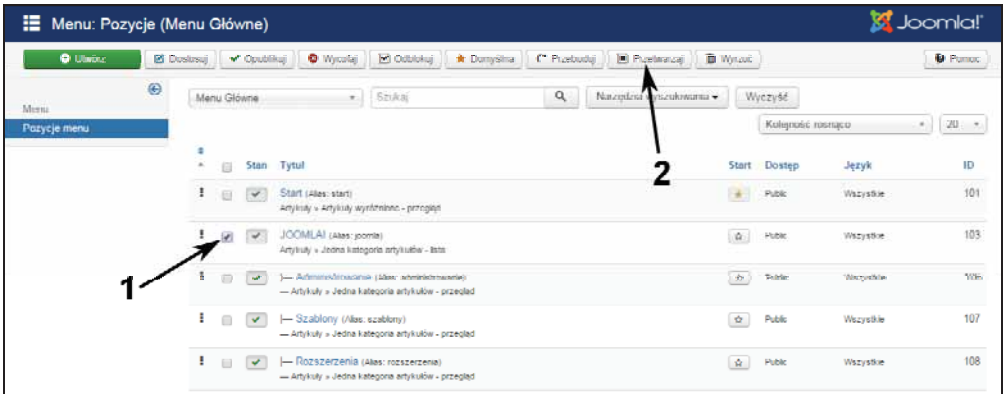 Menu: Pozycje (Menu Główne)
Joomla!
Utwórz Dostosuj Opublikuj Wycofaj Odblokuj Domyślna Przebuduj Przetwarzaj Wyrzuć Pomoc
Menu Główne Szukaj Narzędzia wyszukiwania Wyczyść
Menu
Pozycje menu
Kolejność rosnąco 20
Stan Tytuł Start Dostęp Język ID
2
Start (Alias: start) Public Wszystkie 101
Artykuły » Artykuły wyróżnione - przegląd
JOOMLA! (Alias: joomla) Public Wszystkie 103
Artykuły » Jedna kategoria artykułów - lista
1
|— Administrowanie (Alias: administrowanie) Public Wszystkie 106
— Artykuły » Jedna kategoria artykułów - przegląd
|— Szablony (Alias: szablony) Public Wszystkie 107
— Artykuły » Jedna kategoria artykułów - przegląd
|— Rozszerzenia (Alias: rozszerzenia) Public Wszystkie 108
— Artykuły » Jedna kategoria artykułów - przegląd